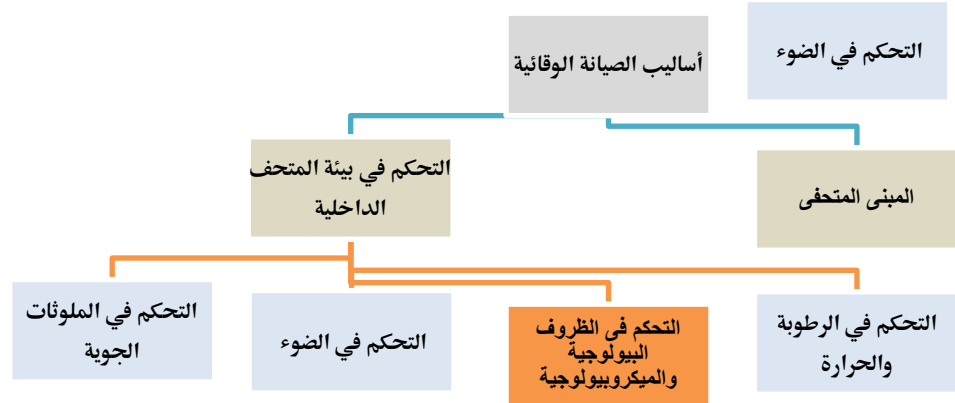 التحكم في الضوء
أساليب الصيانة الوقائية
المبنى المتحفى
التحكم في بيئة المتحف
الداخلية
التحكم في الرطوبة
والحرارة
التحكم فى الظروف
البيولوجية
والميكروبيولوجية
التحكم في الضوء
التحكم في الملوثات
الجوية